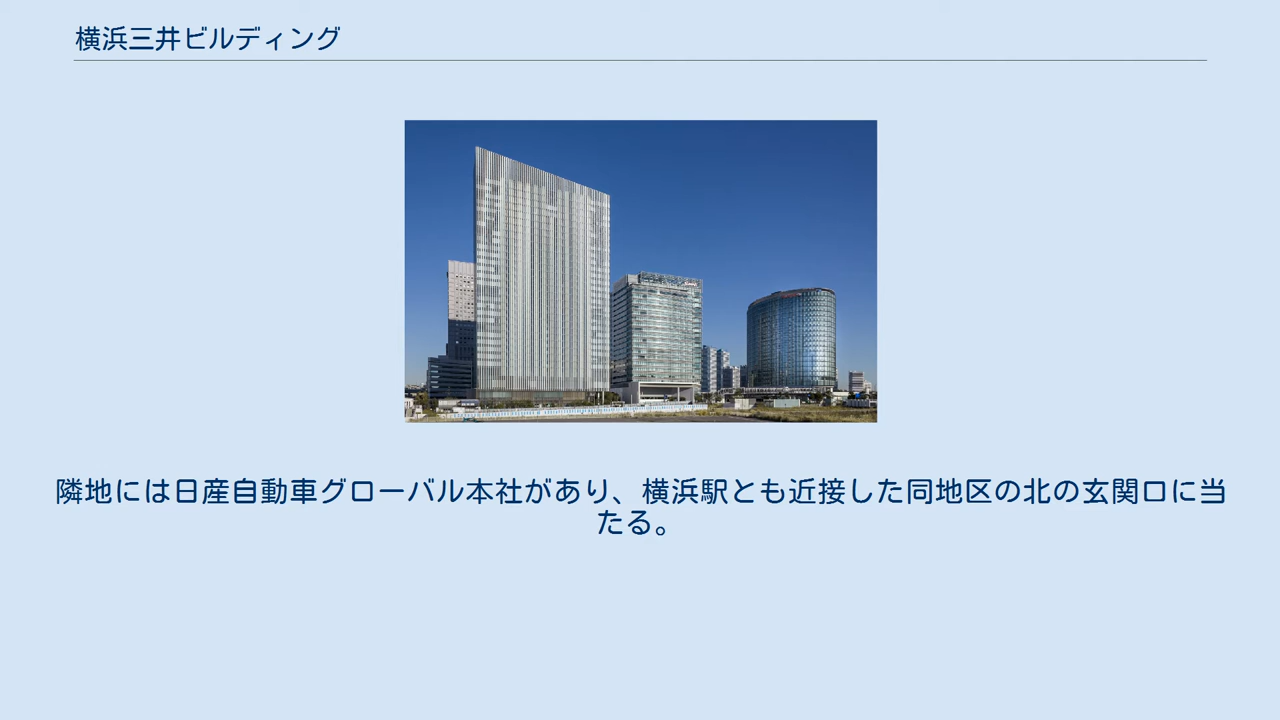 横浜三井ビルディング
隣地には日産自動車グローバル本社があり、横浜駅とも近接した同地区の北の玄関口に当
たる。